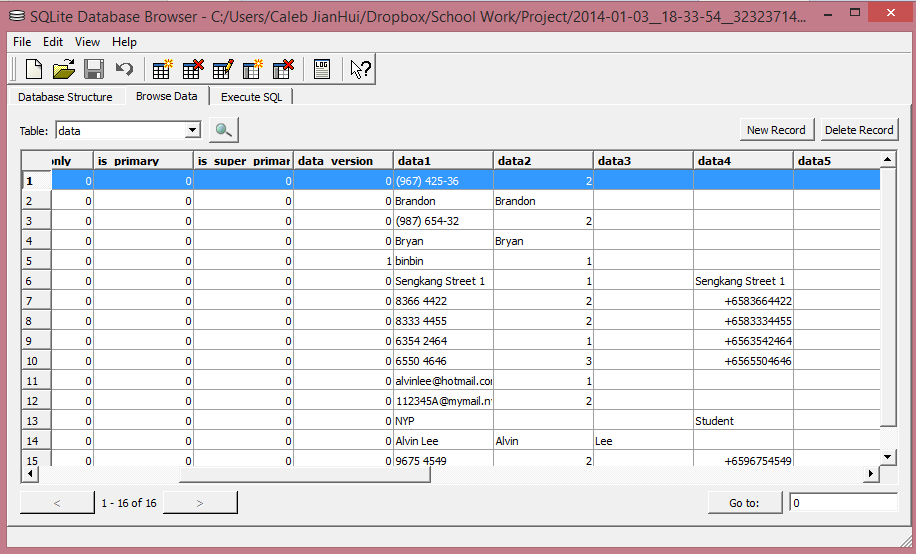 SQLite Database Browser - C:/Users/Caleb JianHui/Dropbox/School Work/Project/2014-01-03__18-33-54__32323714...
File Edit View Help
LOG
Database Structure Browse Data Execute SQL
Table: data New Record Delete Record
only is_primary is_super_primar data_version data1 data2 data3 data4 data5
1 0 0 0 0 (967) 425-36 2
2 0 0 0 0 Brandon Brandon
3 0 0 0 0 (987) 654-32 2
4 0 0 0 0 Bryan Bryan
5 0 0 0 1 binbin 1
6 0 0 0 0 Sengkang Street 1 1 Sengkang Street 1
7 0 0 0 0 8366 4422 2 +6583664422
8 0 0 0 0 8333 4455 2 +6583334455
9 0 0 0 0 6354 2464 1 +6563542464
10 0 0 0 0 6550 4646 3 +6565504646
11 0 0 0 0 alvinlee@hotmail.com 1
12 0 0 0 0 112345A@mymail.n 2
13 0 0 0 0 NYP Student
14 0 0 0 0 Alvin Lee Alvin Lee
15 0 0 0 0 9675 4549 2 +6596754549
< 1 - 16 of 16 > Go to: 0